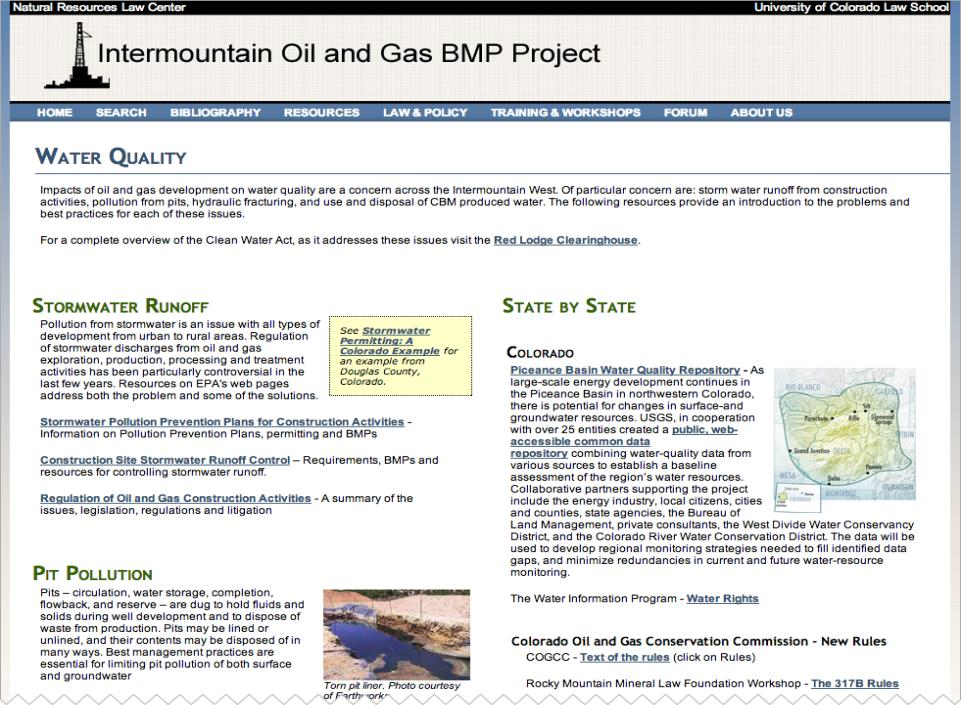 Natural Resources Law Center
University of Colorado Law School
Intermountain Oil and Gas BMP Project
HOME SEARCH BIBLIOGRAPHY RESOURCES LAW & POLICY TRAINING & WORKSHOPS FORUM ABOUT US
WATER QUALITY
Impacts of oil and gas development on water quality are a concern across the Intermountain West. Of particular concern are: storm water runoff from construction
activities, pollution from pits, hydraulic fracturing, and use and disposal of CBM produced water. The following resources provide an introduction to the problems and
best practices for each of these issues.
For a complete overview of the Clean Water Act, as it addresses these issues visit the Red Lodge Clearinghouse.
STORMWATER RUNOFF
Pollution from stormwater is an issue with all types of
development from urban to rural areas. Regulation
of stormwater discharges from oil and gas
exploration, production, processing and treatment
activities has been particularly controversial in the
last few years. Resources on EPA's web pages
address both the problem and some of the solutions.
See Stormwater
Permitting: A
Colorado Example for
an example from
Douglas County,
Colorado.
Stormwater Pollution Prevention Plans for Construction Activities -
Information on Pollution Prevention Plans, permitting and BMPs
Construction Site Stormwater Runoff Control – Requirements, BMPs and
resources for controlling stormwater runoff.
Regulation of Oil and Gas Construction Activities - A summary of the
issues, legislation, regulations and litigation
PIT POLLUTION
Pits – circulation, water storage, completion,
flowback, and reserve – are dug to hold fluids and
solids during well development and to dispose of
waste from production. Pits may be lined or
unlined, and their contents may be disposed of in
many ways. Best management practices are
essential for limiting pit pollution of both surface
and groundwater
Torn pit liner. Photo courtesy
of Earthworks
STATE BY STATE
COLORADO
Piceance Basin Water Quality Repository - As
large-scale energy development continues in
the Piceance Basin in northwestern Colorado,
there is potential for changes in surface-and
groundwater resources. USGS, in cooperation
with over 25 entities created a public, web-
accessible common data
repository combining water-quality data from
various sources to establish a baseline
assessment of the region's water resources.
Collaborative partners supporting the project
include the energy industry, local citizens, cities
and counties, state agencies, the Bureau of
Land Management, private consultants, the West Divide Water Conservancy
District, and the Colorado River Water Conservation District. The data will be
used to develop regional monitoring strategies needed to fill identified data
gaps, and minimize redundancies in current and future water-resource
monitoring.
RIO BLANCO
GARFIELD
Silt
Parachute
Rifle
Glenwood
Springs
PITKIN
Grand Junction
DELTA
MESA
Paonia
Delta
GUNNISON
MONTROSE
The Water Information Program - Water Rights
Colorado Oil and Gas Conservation Commission - New Rules
COGCC - Text of the rules (click on Rules)
Rocky Mountain Mineral Law Foundation Workshop - The 317B Rules